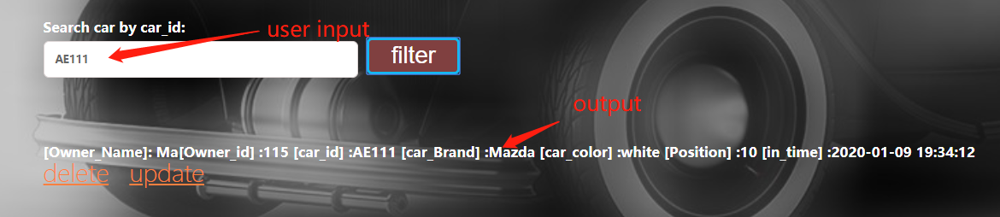 Search car by car_id:
user input
AE111
filter
output
[Owner_Name]: Ma[Owner_id] :115 [car_id] :AE111 [car_Brand] :Mazda [car_color] :white [Position] :10 [in_time] :2020-01-09 19:34:12
delete update